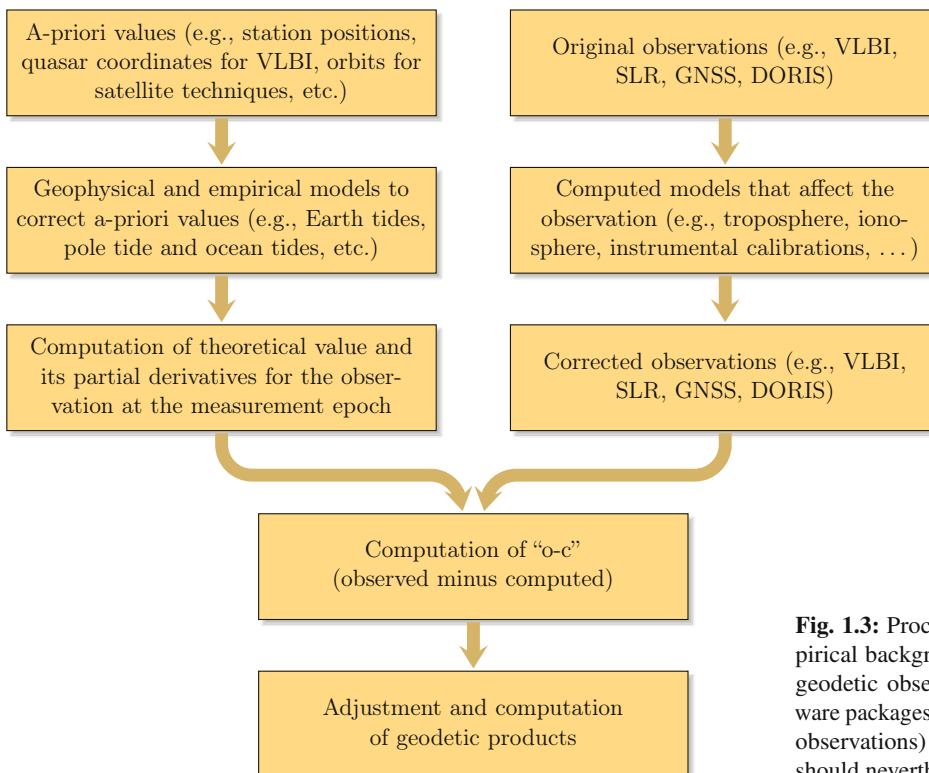 A-priori values (e.g., station positions,
quasar coordinates for VLBI, orbits for
satellite techniques, etc.)
Original observations (e.g., VLBI,
SLR, GNSS, DORIS)
Geophysical and empirical models to
correct a-priori values (e.g., Earth tides,
pole tide and ocean tides, etc.)
Computed models that affect the
observation (e.g., troposphere, iono-
sphere, instrumental calibrations, ...)
Computation of theoretical value and
its partial derivatives for the obser-
vation at the measurement epoch
Corrected observations (e.g., VLBI,
SLR, GNSS, DORIS)
Computation of “o-c”
(observed minus computed)
Adjustment and computation
of geodetic products
Fig. 1.3: Proc
pirical backgr
geodetic obse
ware packages
observations)
should neverth